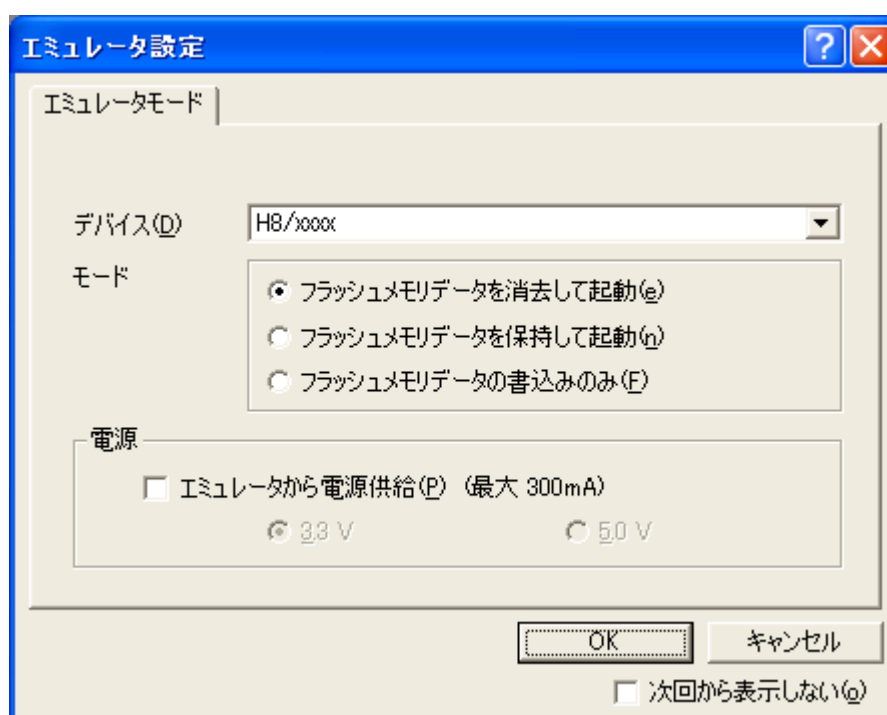 エミュレータ設定
エミュレータモード
デバイス(D) H8/xxxx
モード
フラッシュメモリデータを消去して起動(e)
フラッシュメモリデータを保持して起動(n)
フラッシュメモリデータの書込みのみ(F)
電源
エミュレータから電源供給(P) (最大 300mA)
3.3 V 5.0 V
OK キャンセル
次回から表示しない(o)